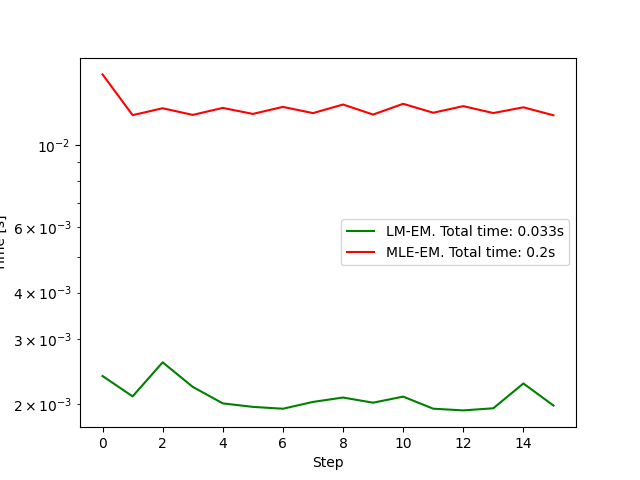 10⁻²
6 × 10⁻³
4 × 10⁻³
3 × 10⁻³
2 × 10⁻³
Time [s]
LM-EM. Total time: 0.033s
MLE-EM. Total time: 0.2s
0 2 4 6 8 10 12 14
Step